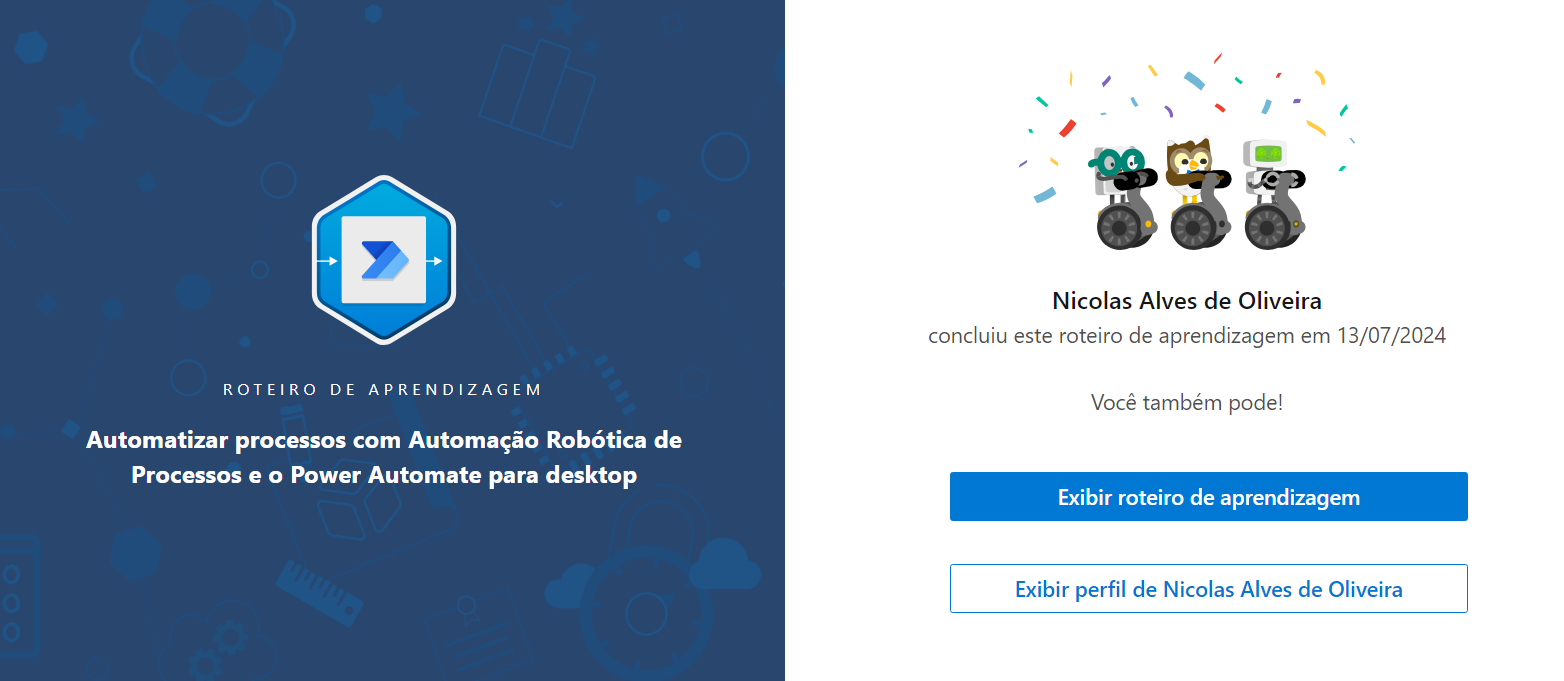 ROTEIRO DE APRENDIZAGEM
Automatizar processos com Automação Robótica de
Processos e o Power Automate para desktop
Nicolas Alves de Oliveira
concluiu este roteiro de aprendizagem em 13/07/2024
Você também pode!
Exibir roteiro de aprendizagem
Exibir perfil de Nicolas Alves de Oliveira